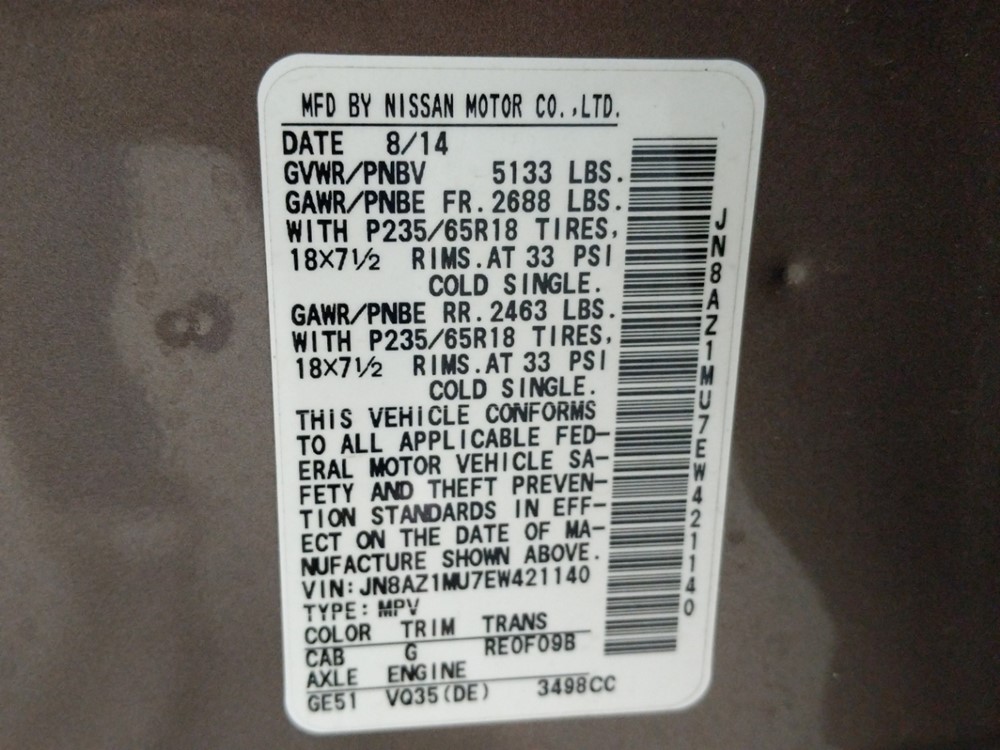 MFD BY NISSAN MOTOR CO.,LTD.
DATE 8/14
GVWR/PNBV 5133 LBS.
GAWR/PNBE FR.2688 LBS.
WITH P235/65R18 TIRES,
18×7½ RIMS.AT 33 PSI
COLD SINGLE.
GAWR/PNBE RR.2463 LBS.
WITH P235/65R18 TIRES,
18×7½ RIMS.AT 33 PSI
COLD SINGLE.
THIS VEHICLE CONFORMS
TO ALL APPLICABLE FED-
ERAL MOTOR VEHICLE SA-
FETY AND THEFT PREVEN-
TION STANDARDS IN EFF-
ECT ON THE DATE OF MA-
NUFACTURE SHOWN ABOVE.
VIN:JN8AZ1MU7EW421140
TYPE: MPV
COLOR TRIM TRANS
CAB G RE0F09B
AXLE ENGINE
GE51 VQ35(DE) 3498CC
JN8AZ1MU7EW421140